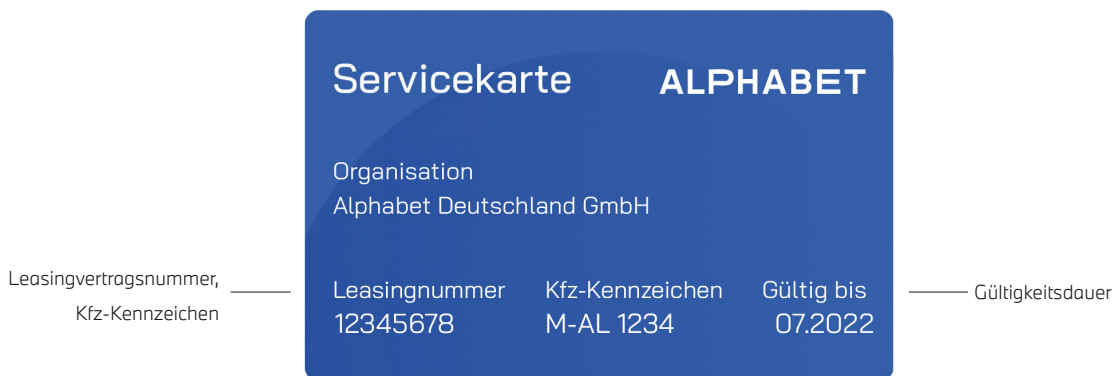 Servicekarte ALPHABET
Organisation
Alphabet Deutschland GmbH
Leasingvertragsnummer,
Kfz-Kennzeichen
Leasingnummer Kfz-Kennzeichen Gültig bis
12345678 M-AL 1234 07.2022
Gültigkeitsdauer